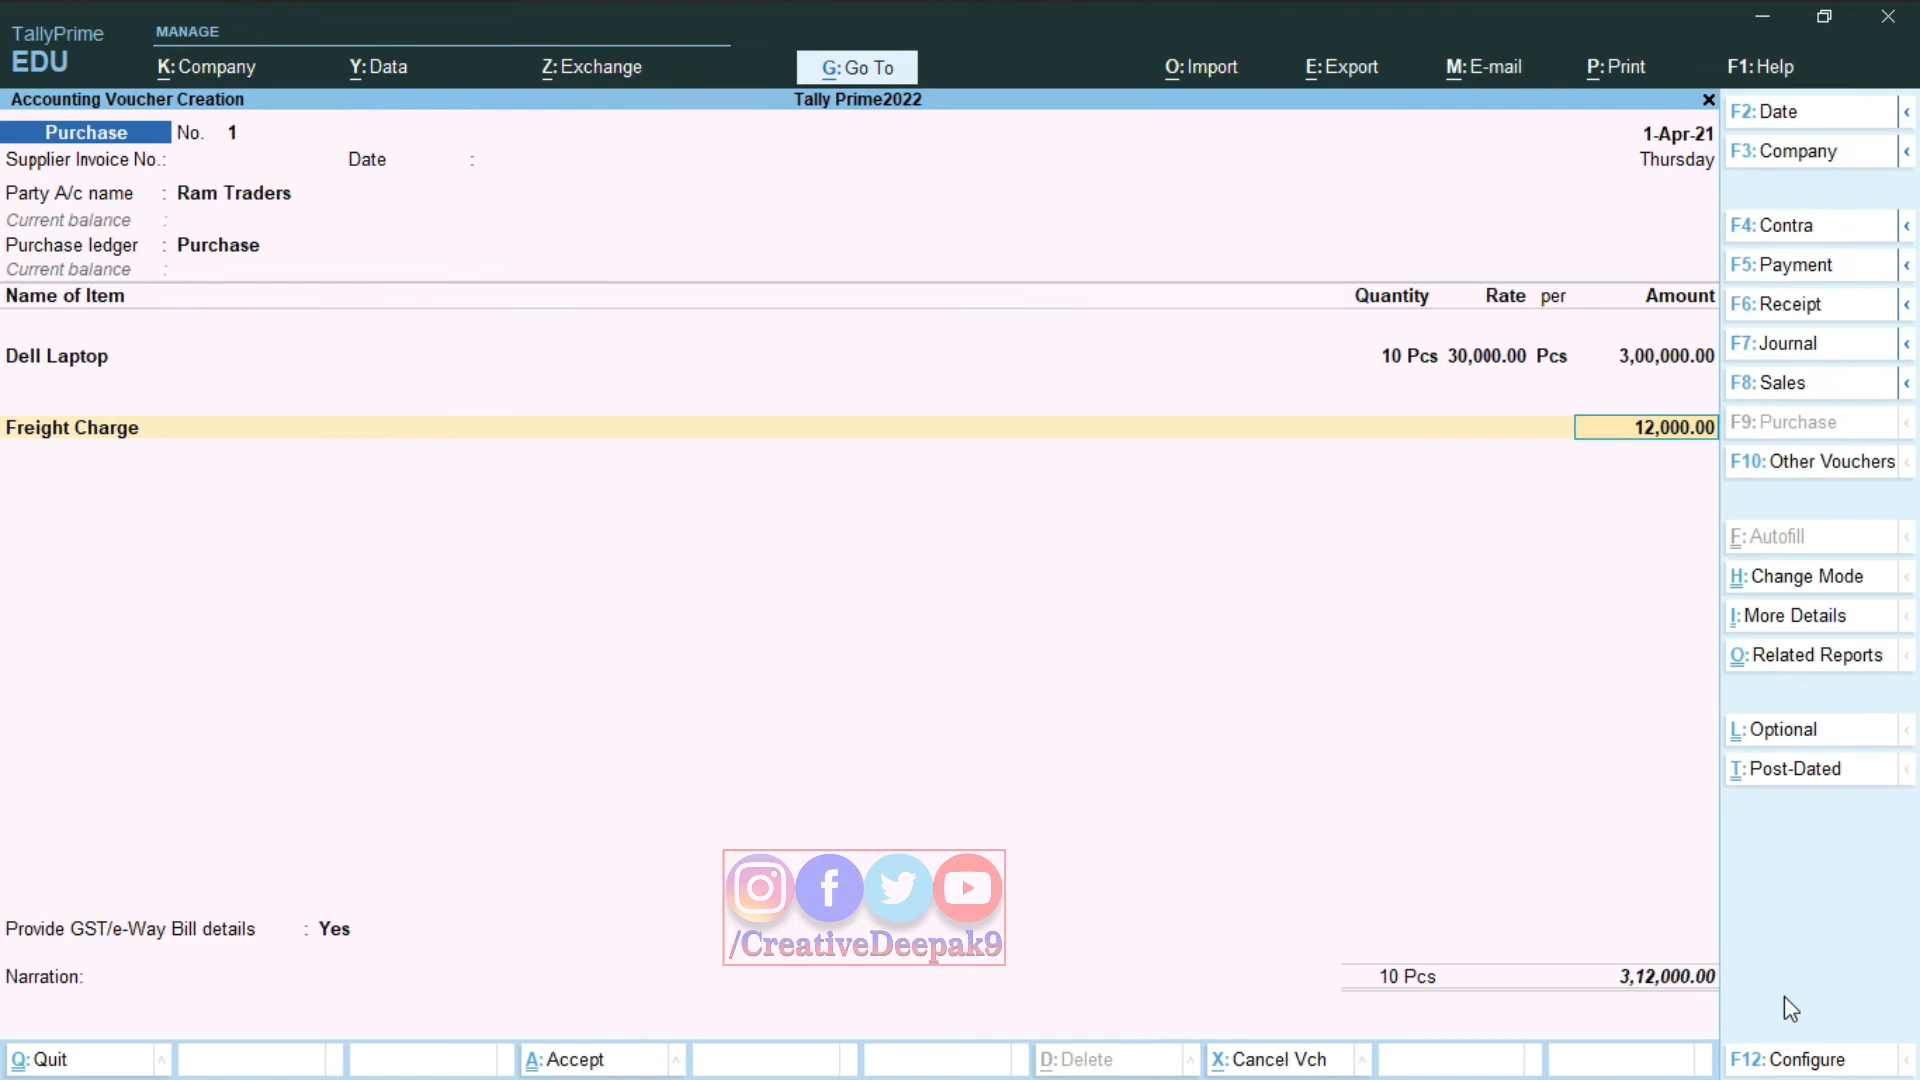 TallyPrime
EDU
MANAGE
K: Company
Y: Data
Z: Exchange
G: Go To
O: Import
E: Export
M: E-mail
P: Print
F1: Help
Accounting Voucher Creation
Tally Prime2022
Purchase No. 1
1-Apr-21
Supplier Invoice No.:
Date :
Thursday
Party A/c name : Ram Traders
Current balance :
Purchase ledger : Purchase
Current balance :
Name of Item Quantity Rate per Amount
Dell Laptop 10 Pcs 30,000.00 Pcs 3,00,000.00
Freight Charge 12,000.00
/CreativeDeepak9
Provide GST/e-Way Bill details : Yes
Narration:
10 Pcs 3,12,000.00
F2: Date
F3: Company
F4: Contra
F5: Payment
F6: Receipt
F7: Journal
F8: Sales
F9: Purchase
F10: Other Vouchers
F: Autofill
H: Change Mode
I: More Details
O: Related Reports
L: Optional
T: Post-Dated
F12: Configure
Q: Quit
A: Accept
D: Delete
X: Cancel Vch